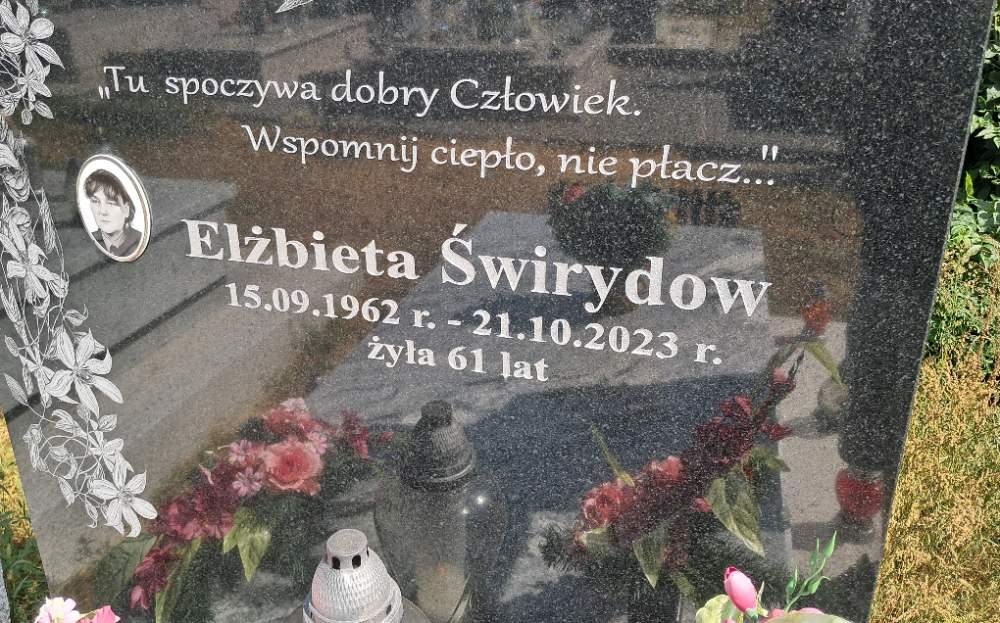 „Tu spoczywa dobry Człowiek.
Wspomnij ciepło, nie płacz..."
Elżbieta Świrydow
15.09.1962 r. - 21.10.2023 r.
żyła 61 lat